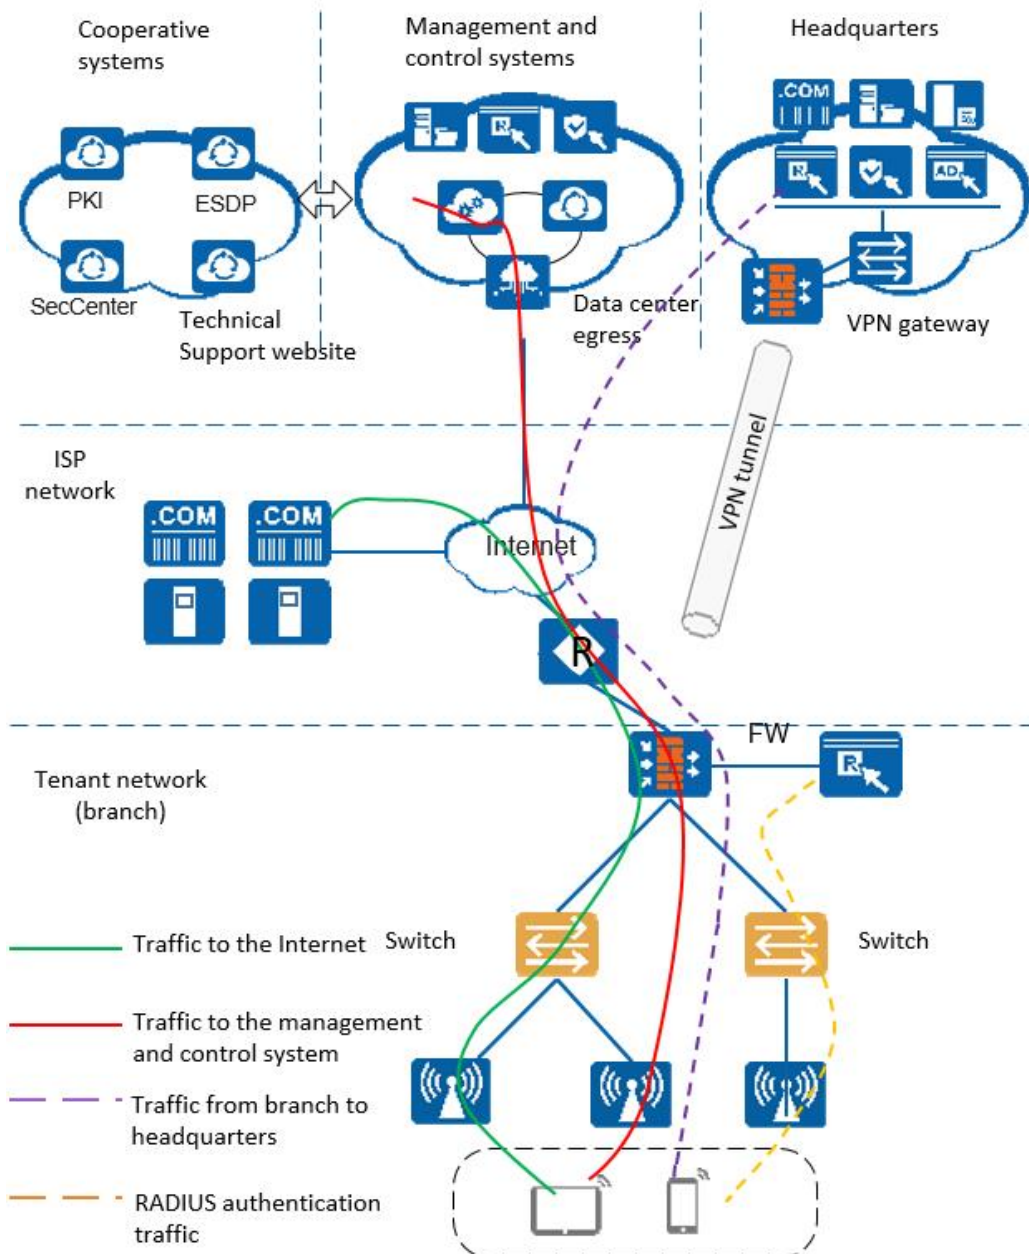 Cooperative
systems
Management and
control systems
Headquarters
.COM
R
R
AD
PKI
ESDP
SecCenter
Technical
Support website
Data center
egress
VPN gateway
VPN tunnel
ISP
network
.COM
.COM
Internet
R
FW
R
Tenant network
(branch)
Traffic to the Internet
Switch
Switch
Traffic to the management
and control system
Traffic from branch to
headquarters
RADIUS authentication
traffic